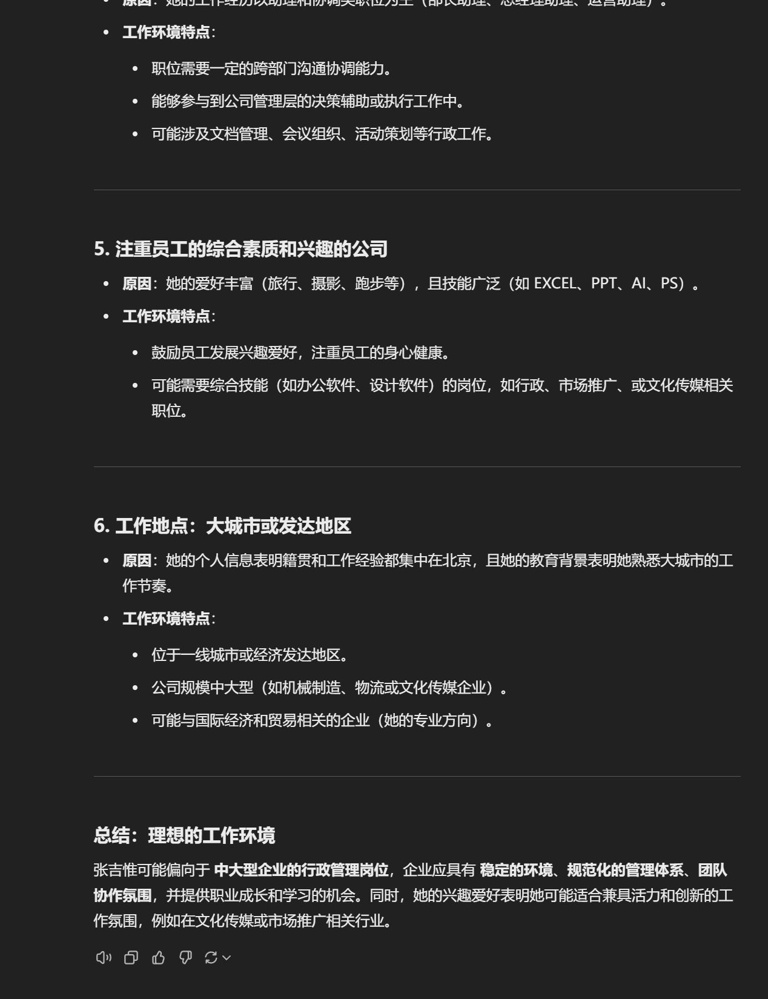 原因：她的工作经历以助理和协调类职位为主（部长助理、总经理助理、运营助理）。
工作环境特点：
职位需要一定的跨部门沟通协调能力。
能够参与到公司管理层的决策辅助或执行工作中。
可能涉及文档管理、会议组织、活动策划等行政工作。
5. 注重员工的综合素质和兴趣的公司
原因：她的爱好丰富（旅行、摄影、跑步等），且技能广泛（如 EXCEL、PPT、AI、PS）。
工作环境特点：
鼓励员工发展兴趣爱好，注重员工的身心健康。
可能需要综合技能（如办公软件、设计软件）的岗位，如行政、市场推广、或文化传媒相关
职位。
6. 工作地点：大城市或发达地区
原因：她的个人信息表明籍贯和工作经验都集中在北京，且她的教育背景表明她熟悉大城市的工
作节奏。
工作环境特点：
位于一线城市或经济发达地区。
公司规模中大型（如机械制造、物流或文化传媒企业）。
可能与国际经济和贸易相关的企业（她的专业方向）。
总结：理想的工作环境
张吉惟可能偏向于 中大型企业的行政管理岗位，企业应具有 稳定的环境、规范化的管理体系、团队
协作氛围，并提供职业成长和学习的机会。同时，她的兴趣爱好表明她可能适合兼具活力和创新的工
作氛围，例如在文化传媒或市场推广相关行业。